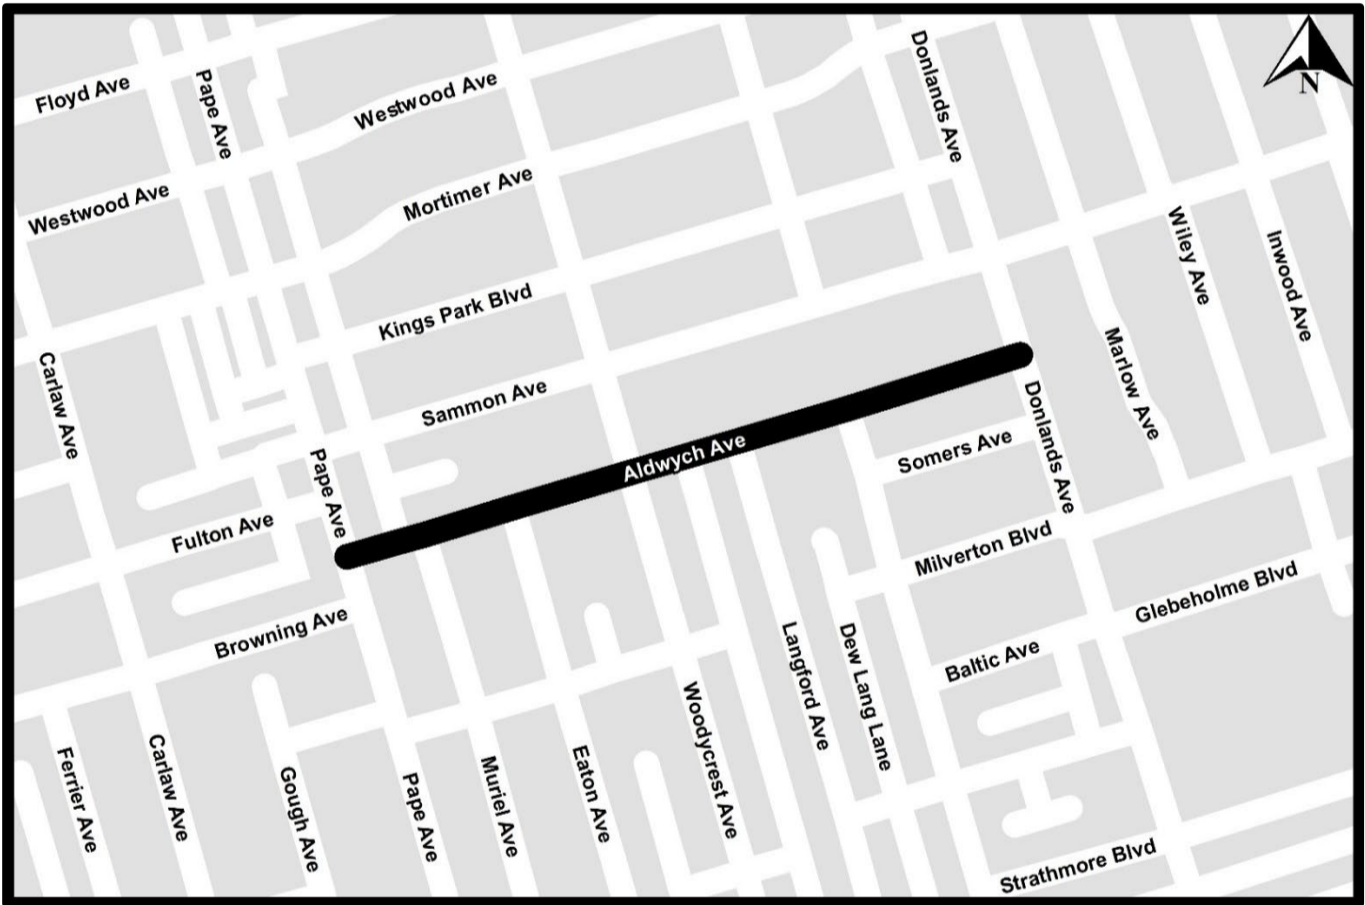 Floyd Ave
Pape Ave
Westwood Ave
Donlands Ave
N
Westwood Ave
Mortimer Ave
Wiley Ave
Inwood Ave
Kings Park Blvd
Carlaw Ave
Marlow Ave
Sammon Ave
Donlands Ave
Pape Ave
Aldwych Ave
Somers Ave
Fulton Ave
Milverton Blvd
Glebeholme Blvd
Browning Ave
Langford Ave
Dew Lang Lane
Baltic Ave
Woodycrest Ave
Ferrier Ave
Carlaw Ave
Gough Ave
Pape Ave
Muriel Ave
Eaton Ave
Strathmore Blvd